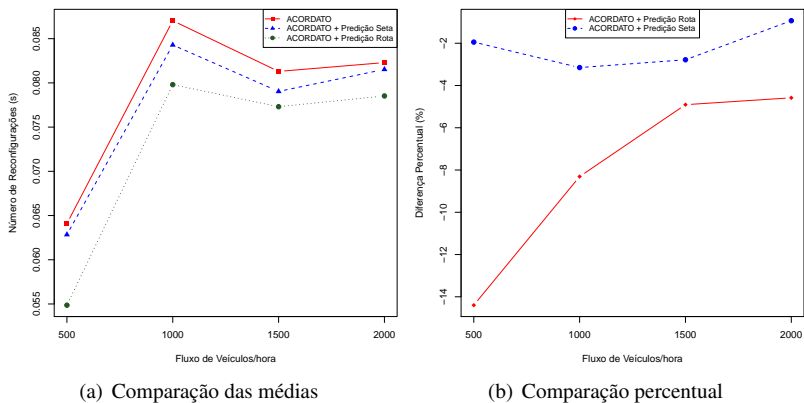 ACORDATO
ACORDATO + Predição Seta
ACORDATO + Predição Rota
Número de Reconfigurações (s)
0.085
0.080
0.075
0.070
0.065
0.060
0.055
500 1000 1500 2000
Fluxo de Veículos/hora
(a) Comparação das médias
ACORDATO + Predição Rota
ACORDATO + Predição Seta
Diferença Percentual (%)
−2
−4
−6
−8
−10
−12
−14
500 1000 1500 2000
Fluxo de Veículos/hora
(b) Comparação percentual